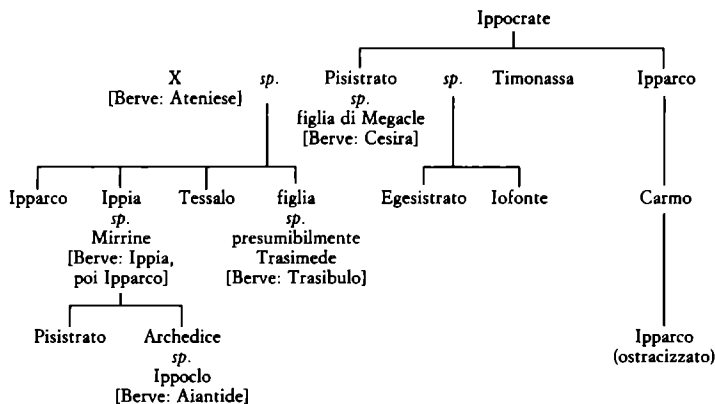 Ippocrate
X sp. Pisistrato sp. Timonassa Ipparco
[Berve: Ateniese] sp.
figlia di Megacle
[Berve: Cesira]
Ipparco Ippia Tessalo figlia Egesistrato Iofonte Carmo
sp. sp.
Mirrine presumibilmente
[Berve: Ippia, Trasimede
poi Ipparco] [Berve: Trasibulo]
Pisistrato Archedice Ipparco
sp. (ostracizzato)
Ippoclo
[Berve: Aiantide]